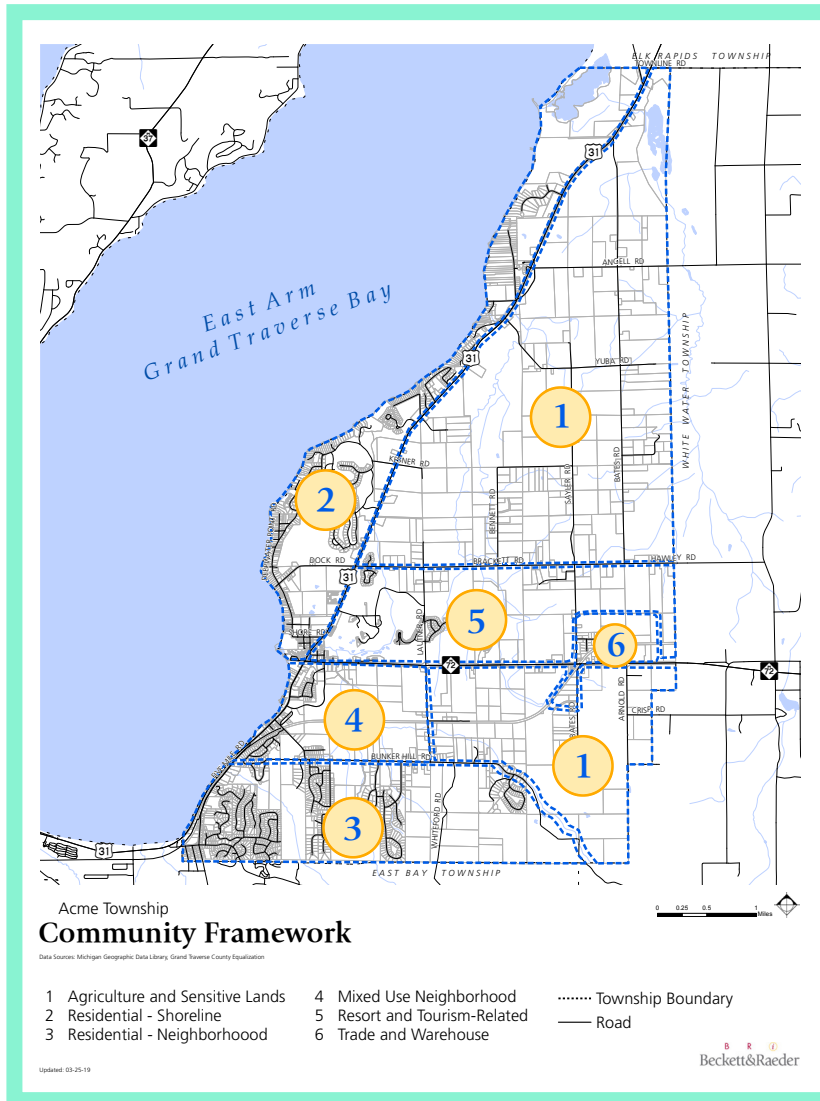 ELK RAPIDS TOWNSHIP
TOWNLINE RD
37
31
ANGELL RD
East Arm
Grand Traverse Bay
WHITE WATER TOWNSHIP
31
YUBA RD
1
KESNER RD
BENNETT RD
SAYLER RD
BATES RD
2
DOCK RD
BRACKETT RD
HAWLEY RD
31
5
LAUTNER RD
6
72
72
4
ARNOLD RD
BATES RD
CRISP RD
1
BUNKER HILL RD
3
WHITEFORD RD
31
EAST BAY TOWNSHIP
Acme Township
Community Framework
Data Sources: Michigan Geographic Data Library, Grand Traverse County Equalization
0 0.25 0.5 1
Miles
1 Agriculture and Sensitive Lands
2 Residential - Shoreline
3 Residential - Neighborhoood
4 Mixed Use Neighborhood
5 Resort and Tourism-Related
6 Trade and Warehouse
Township Boundary
Road
B R i
Beckett&Raeder
Updated: 03-25-19